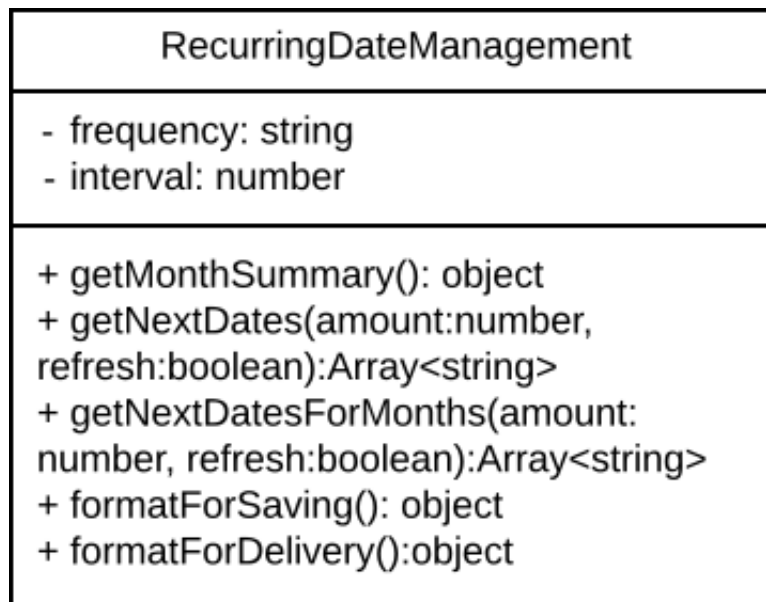 RecurringDateManagement
- frequency: string
- interval: number
+ getMonthSummary(): object
+ getNextDates(amount:number,
refresh:boolean):Array<string>
+ getNextDatesForMonths(amount:
number, refresh:boolean):Array<string>
+ formatForSaving(): object
+ formatForDelivery():object